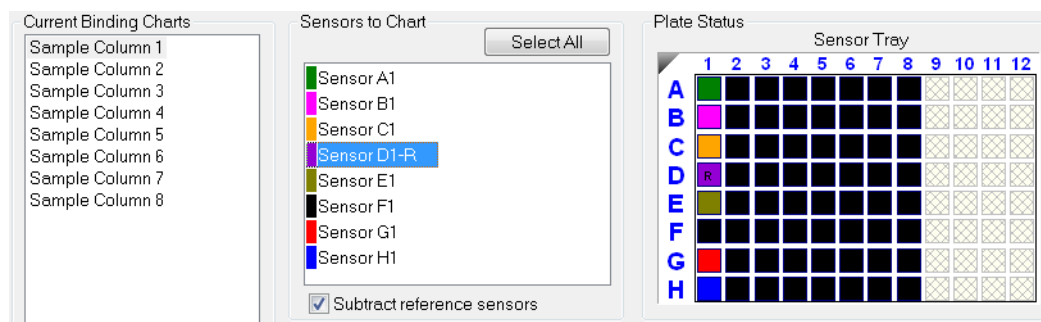 Current Binding Charts
Sample Column 1
Sample Column 2
Sample Column 3
Sample Column 4
Sample Column 5
Sample Column 6
Sample Column 7
Sample Column 8
Sensors to Chart
Select All
Sensor A1
Sensor B1
Sensor C1
Sensor D1-R
Sensor E1
Sensor F1
Sensor G1
Sensor H1
Subtract reference sensors
Plate Status
Sensor Tray
1 2 3 4 5 6 7 8 9 10 11 12
A
B
C
D R
E
F
G
H